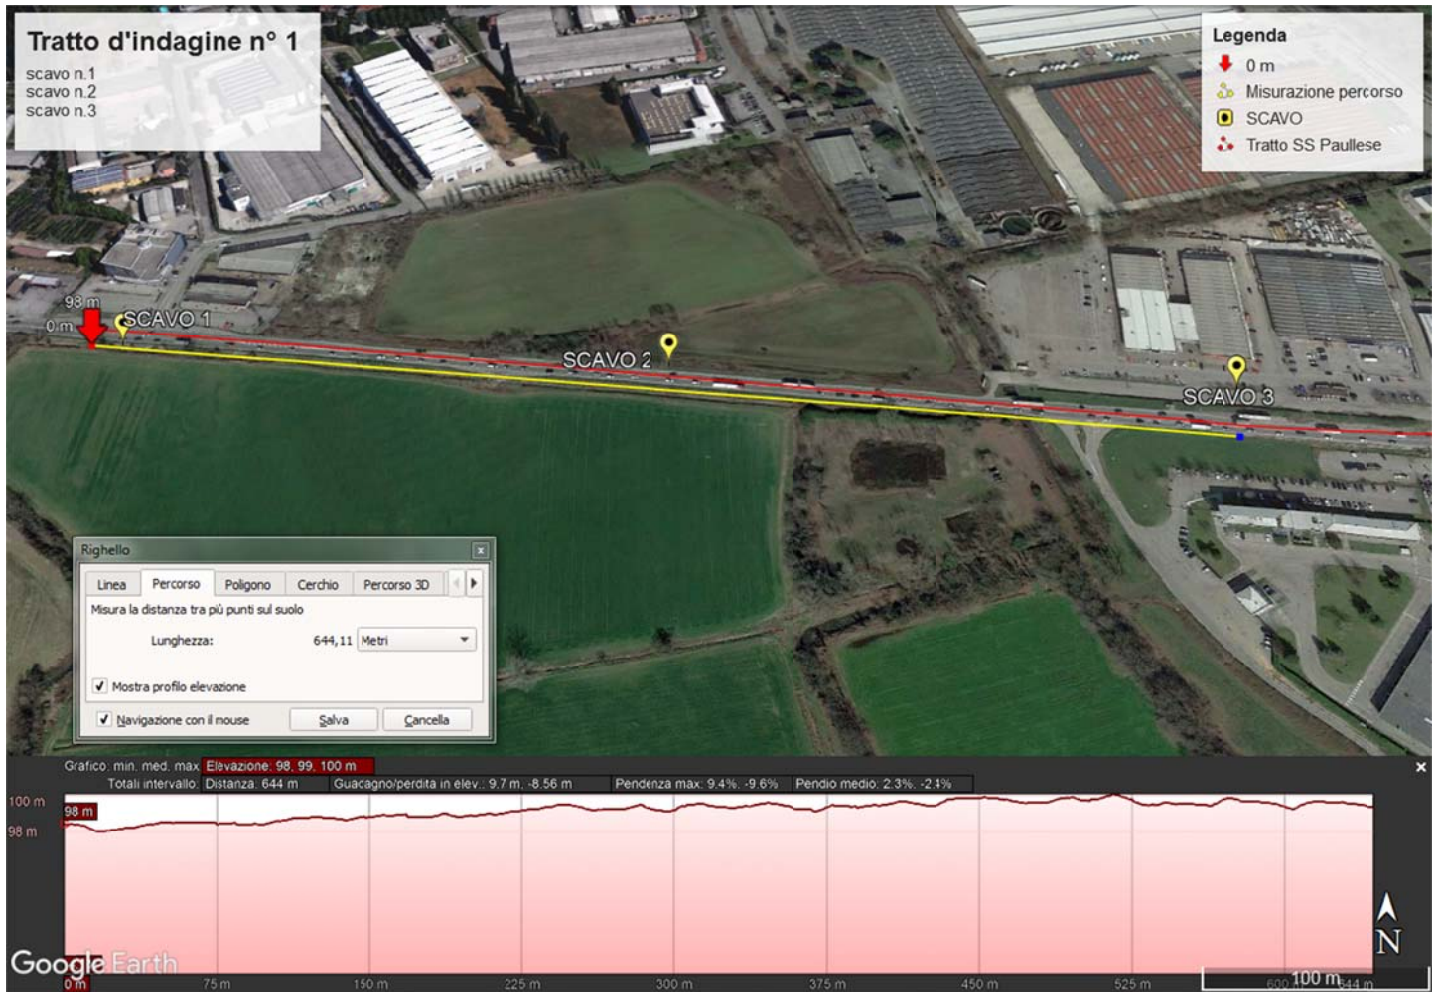 Tratto d'indagine n° 1
scavo n.1
scavo n.2
scavo n.3
Legenda
0 m
Misurazione percorso
SCAVO
Tratto SS Paullese
98 m
0 m
SCAVO 1
SCAVO 2
SCAVO 3
Righello
x
Linea Percorso Poligono Cerchio Percorso 3D
Misura la distanza tra più punti sul suolo
Lunghezza: 644,11 Metri
Mostra profilo elevazione
Navigazione con il mouse Salva Cancella
Grafico: min. med. max Elevazione: 98, 99, 100 m
Totali intervallo: Distanza: 644 m Guadagno/perdita in elev.: 9.7 m, -8.56 m Pendenza max: 9.4%, -9.6% Pendio medio: 2.3%, -2.1%
100 m
98 m
98 m
Google Earth
N
0 m 75 m 150 m 225 m 300 m 375 m 450 m 525 m 600 m 644 m
100 m